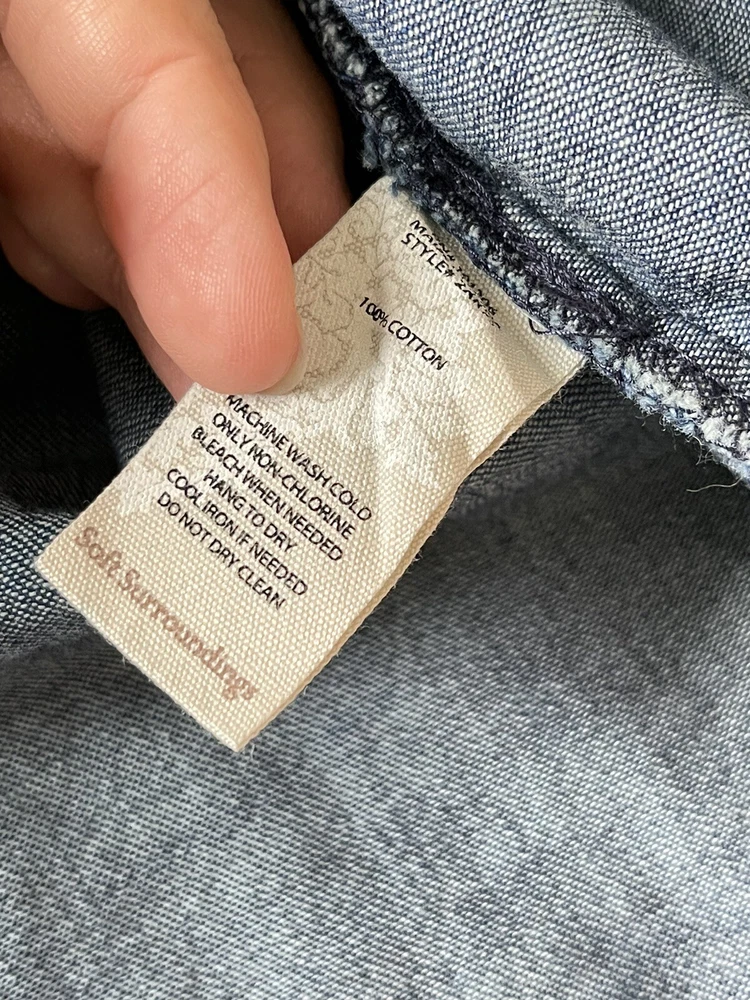 STYLE#
100% COTTON
MACHINE WASH COLD
ONLY NON-CHLORINE
BLEACH WHEN NEEDED
HANG TO DRY
COOL IRON IF NEEDED
DO NOT DRY CLEAN
Soft Surroundings